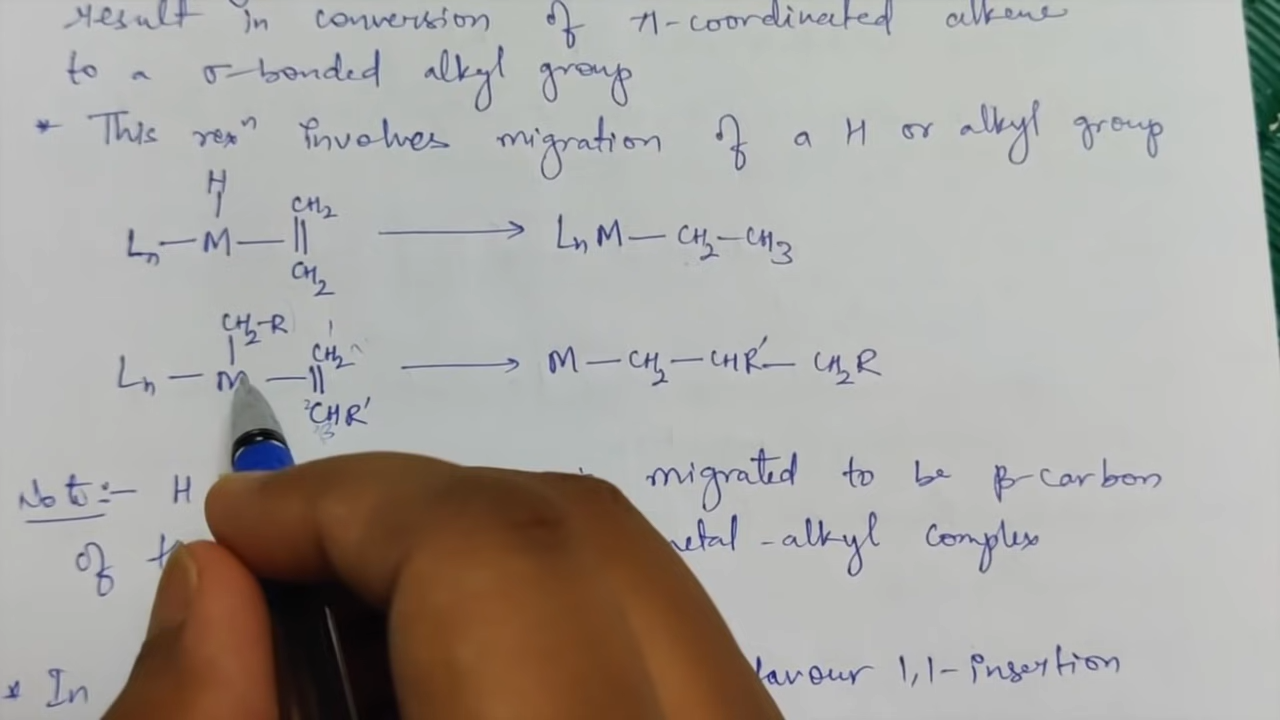 result in conversion of π-coordinated alkene
to a σ-bonded alkyl group
* This rexⁿ involves migration of a H or alkyl group
H
CH₂
Lₙ—M—|| ⟶ LₙM—CH₂—CH₃
CH₂
CH₂-R
CH₂
Lₙ—M—|| ⟶ M—CH₂—CHR′—CH₂R
CHR′
Note:— H migrated to be β-carbon
of metal-alkyl complex
* In favour 1,1-insertion